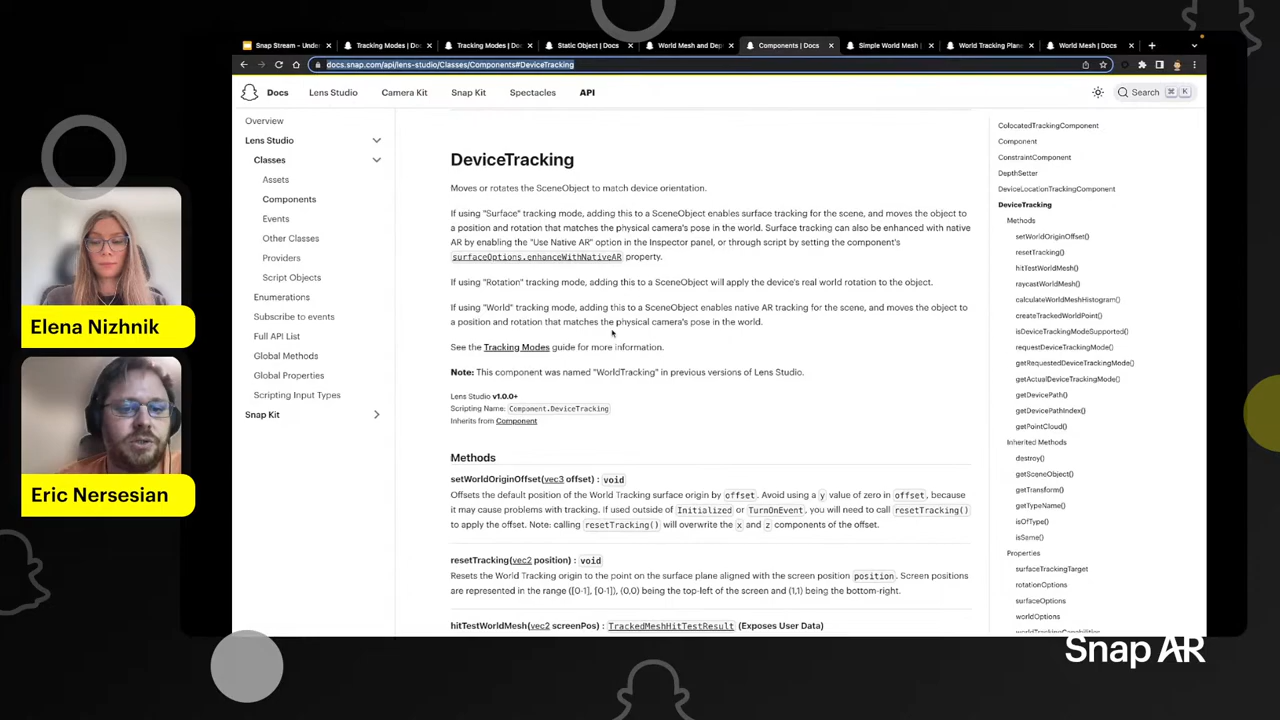 Snap Stream - Under
Tracking Modes | Doc
Tracking Modes | Doc
Static Object | Docs
World Mesh and Dep
Components | Docs
Simple World Mesh
World Tracking Plane
World Mesh | Docs
docs.snap.com/api/lens-studio/Classes/Components#DeviceTracking
Docs
Lens Studio
Camera Kit
Snap Kit
Spectacles
API
Search
⌘ K
Overview
Lens Studio
Classes
Assets
Components
Events
Other Classes
Providers
Script Objects
Enumerations
Subscribe to events
Full API List
Global Methods
Global Properties
Scripting Input Types
Snap Kit
DeviceTracking
Moves or rotates the SceneObject to match device orientation.
If using "Surface" tracking mode, adding this to a SceneObject enables surface tracking for the scene, and moves the object to
a position and rotation that matches the physical camera's pose in the world. Surface tracking can also be enhanced with native
AR by enabling the "Use Native AR" option in the Inspector panel, or through script by setting the component's
surfaceOptions.enhanceWithNativeAR property.
If using "Rotation" tracking mode, adding this to a SceneObject will apply the device's real world rotation to the object.
If using "World" tracking mode, adding this to a SceneObject enables native AR tracking for the scene, and moves the object to
a position and rotation that matches the physical camera's pose in the world.
See the Tracking Modes guide for more information.
Note: This component was named "WorldTracking" in previous versions of Lens Studio.
Lens Studio v1.0.0+
Scripting Name: Component.DeviceTracking
Inherits from Component
Methods
setWorldOriginOffset(vec3 offset) : void
Offsets the default position of the World Tracking surface origin by offset. Avoid using a y value of zero in offset, because
it may cause problems with tracking. If used outside of Initialized or TurnOnEvent, you will need to call resetTracking()
to apply the offset. Note: calling resetTracking() will overwrite the x and z components of the offset.
resetTracking(vec2 position) : void
Resets the World Tracking origin to the point on the surface plane aligned with the screen position position. Screen positions
are represented in the range ([0-1], [0-1]), (0,0) being the top-left of the screen and (1,1) being the bottom-right.
hitTestWorldMesh(vec2 screenPos) : TrackedMeshHitTestResult (Exposes User Data)
ColocatedTrackingComponent
Component
ConstraintComponent
DepthSetter
DeviceLocationTrackingComponent
DeviceTracking
Methods
setWorldOriginOffset()
resetTracking()
hitTestWorldMesh()
raycastWorldMesh()
calculateWorldMeshHistogram()
createTrackedWorldPoint()
isDeviceTrackingModeSupported()
requestDeviceTrackingMode()
getRequestedDeviceTrackingMode()
getActualDeviceTrackingMode()
getDevicePath()
getDevicePathIndex()
getPointCloud()
Inherited Methods
destroy()
getSceneObject()
getTransform()
getTypeName()
isOfType()
isSame()
Properties
surfaceTrackingTarget
rotationOptions
surfaceOptions
worldOptions
worldTrackingCapabilities
Elena Nizhnik
Eric Nersesian
Snap AR